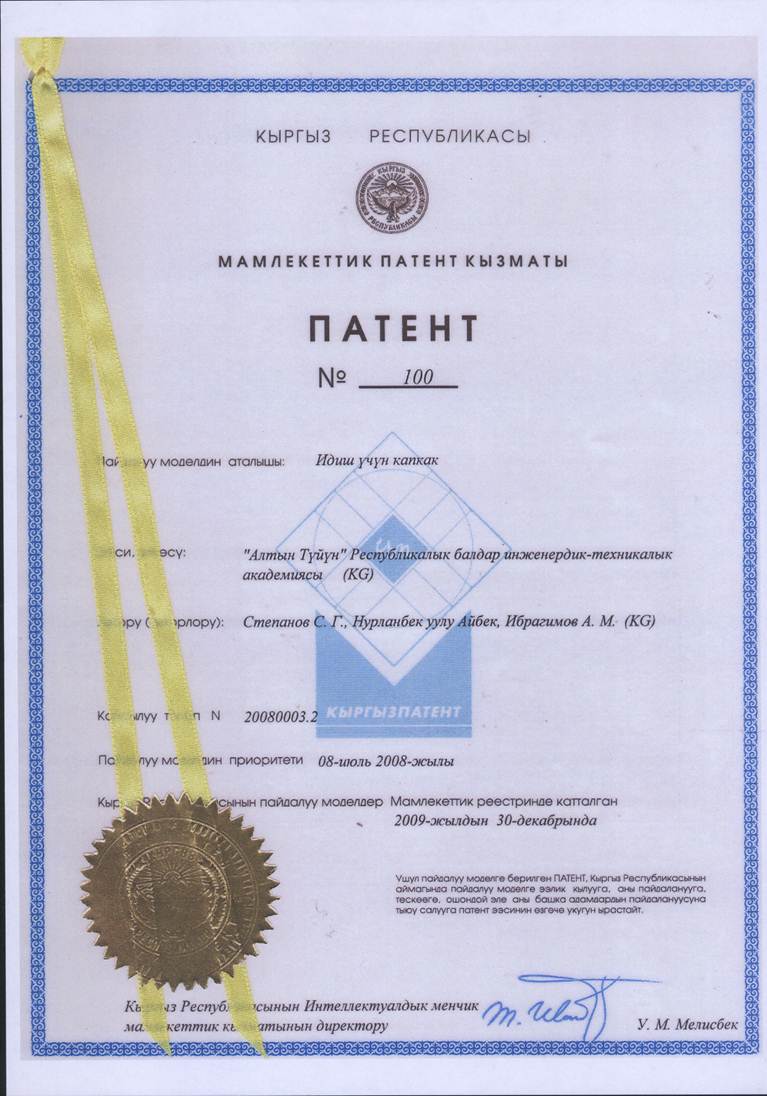 КЫРГЫЗ РЕСПУБЛИКАСЫ
МАМЛЕКЕТТИК ПАТЕНТ КЫЗМАТЫ
ПАТЕНТ
№ 100
моделдин аталышы: Идиш үчүн капкак
"Алтын Түйүн" Республикалык балдар инженердик-техникалык
академиясы (KG)
Степанов С. Г., Нурланбек уулу Айбек, Ибрагимов А. М. (KG)
N 20080003.2
КЫРГЫЗПАТЕНТ
приоритети 08-июль 2008-жылы
пайдалуу моделдер Мамлекеттик реестринде катталган
2009-жылдын 30-декабрында
Ушул пайдалуу моделге берилген ПАТЕНТ, Кыргыз Республикасынын
аймагында пайдалуу моделге ээлик кылууга, аны пайдаланууга,
тескөөгө, ошондой эле аны башка адамдардын пайдалануусуна
тыюу салууга патент ээсинин өзгөчө укугун ырастайт.
Кыргыз Республикасынын Интеллектуалдык менчик
мамлекеттик кызматынын директору У. М. Мелисбек